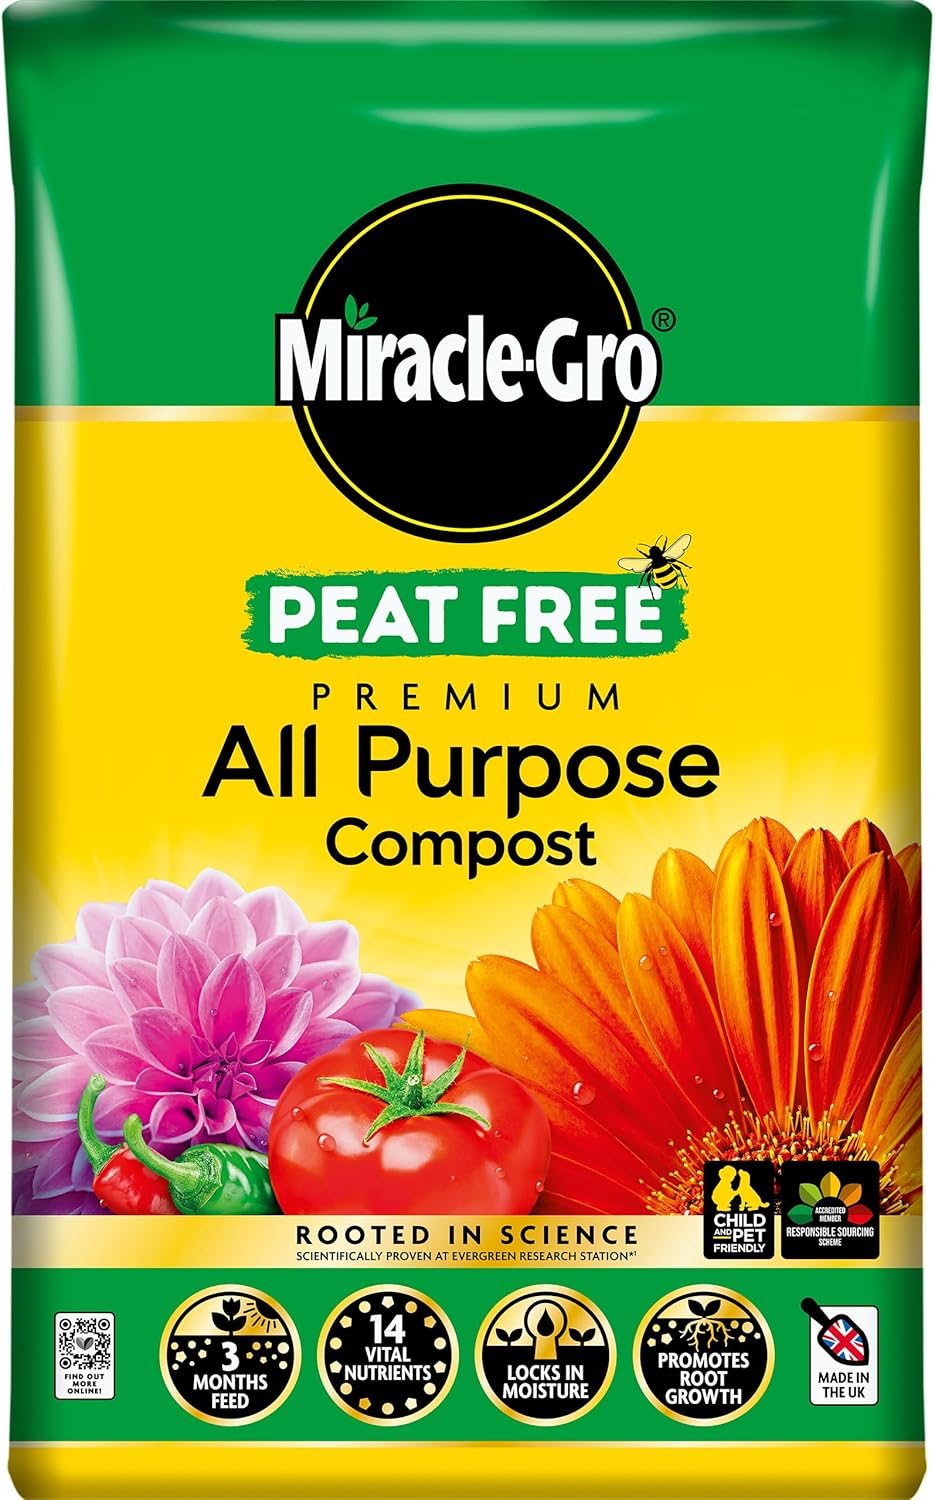 Miracle-Gro®
PEAT FREE
PREMIUM
All Purpose
Compost
CHILD
AND PET
FRIENDLY
ACCREDITED
MEMBER
RESPONSIBLE SOURCING
SCHEME
ROOTED IN SCIENCE
SCIENTIFICALLY PROVEN AT EVERGREEN RESEARCH STATION*¹
FIND OUT
MORE
ONLINE!
3
MONTHS
FEED
14
VITAL
NUTRIENTS
LOCKS IN
MOISTURE
PROMOTES
ROOT
GROWTH
MADE IN
THE UK